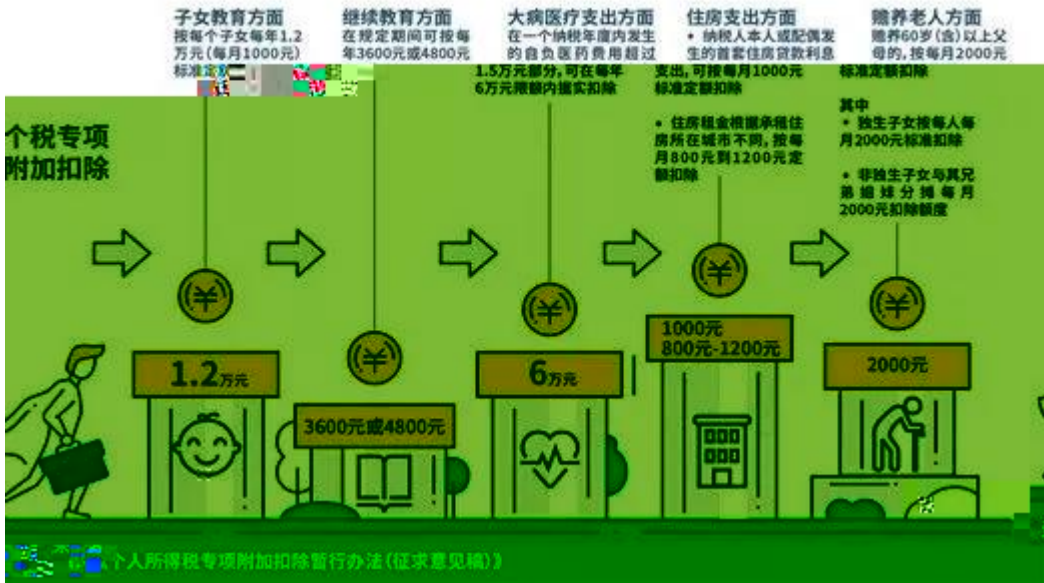 子女教育方面
按每个子女每年1.2
万元(每月1000元)
标准定
继续教育方面
在规定期间可按每
年3600元或4800元
大病医疗支出方面
在一个纳税年度内发生
的自负医药费用超过
1.5万元部分,可在每年
6万元限额内据实扣除
住房支出方面
• 纳税人本人或配偶发
生的首套住房贷款利息
支出,可按每月1000元
标准定额扣除
• 住房租金根据承租住
房所在城市不同,按每
月800元到1200元定
额扣除
赡养老人方面
赡养60岁(含)以上父
母的,按每月2000元
标准定额扣除
其中
• 独生子女按每人每
月2000元标准扣除
• 非独生子女与其兄
弟姐妹分摊每月
2000元扣除额度
个税专项
附加扣除
1.2万元
3600元或4800元
6万元
1000元
800元-1200元
2000元
个人所得税专项附加扣除暂行办法(征求意见稿)》